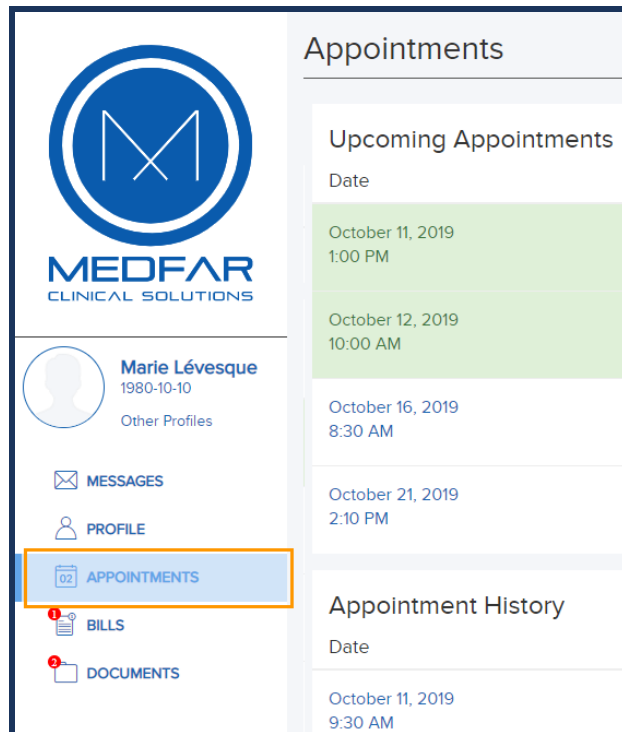 MEDFAR
CLINICAL SOLUTIONS
Marie Lévesque
1980-10-10
Other Profiles
MESSAGES
PROFILE
02 APPOINTMENTS
1
BILLS
2
DOCUMENTS
Appointments
Upcoming Appointments
Date
October 11, 2019
1:00 PM
October 12, 2019
10:00 AM
October 16, 2019
8:30 AM
October 21, 2019
2:10 PM
Appointment History
Date
October 11, 2019
9:30 AM